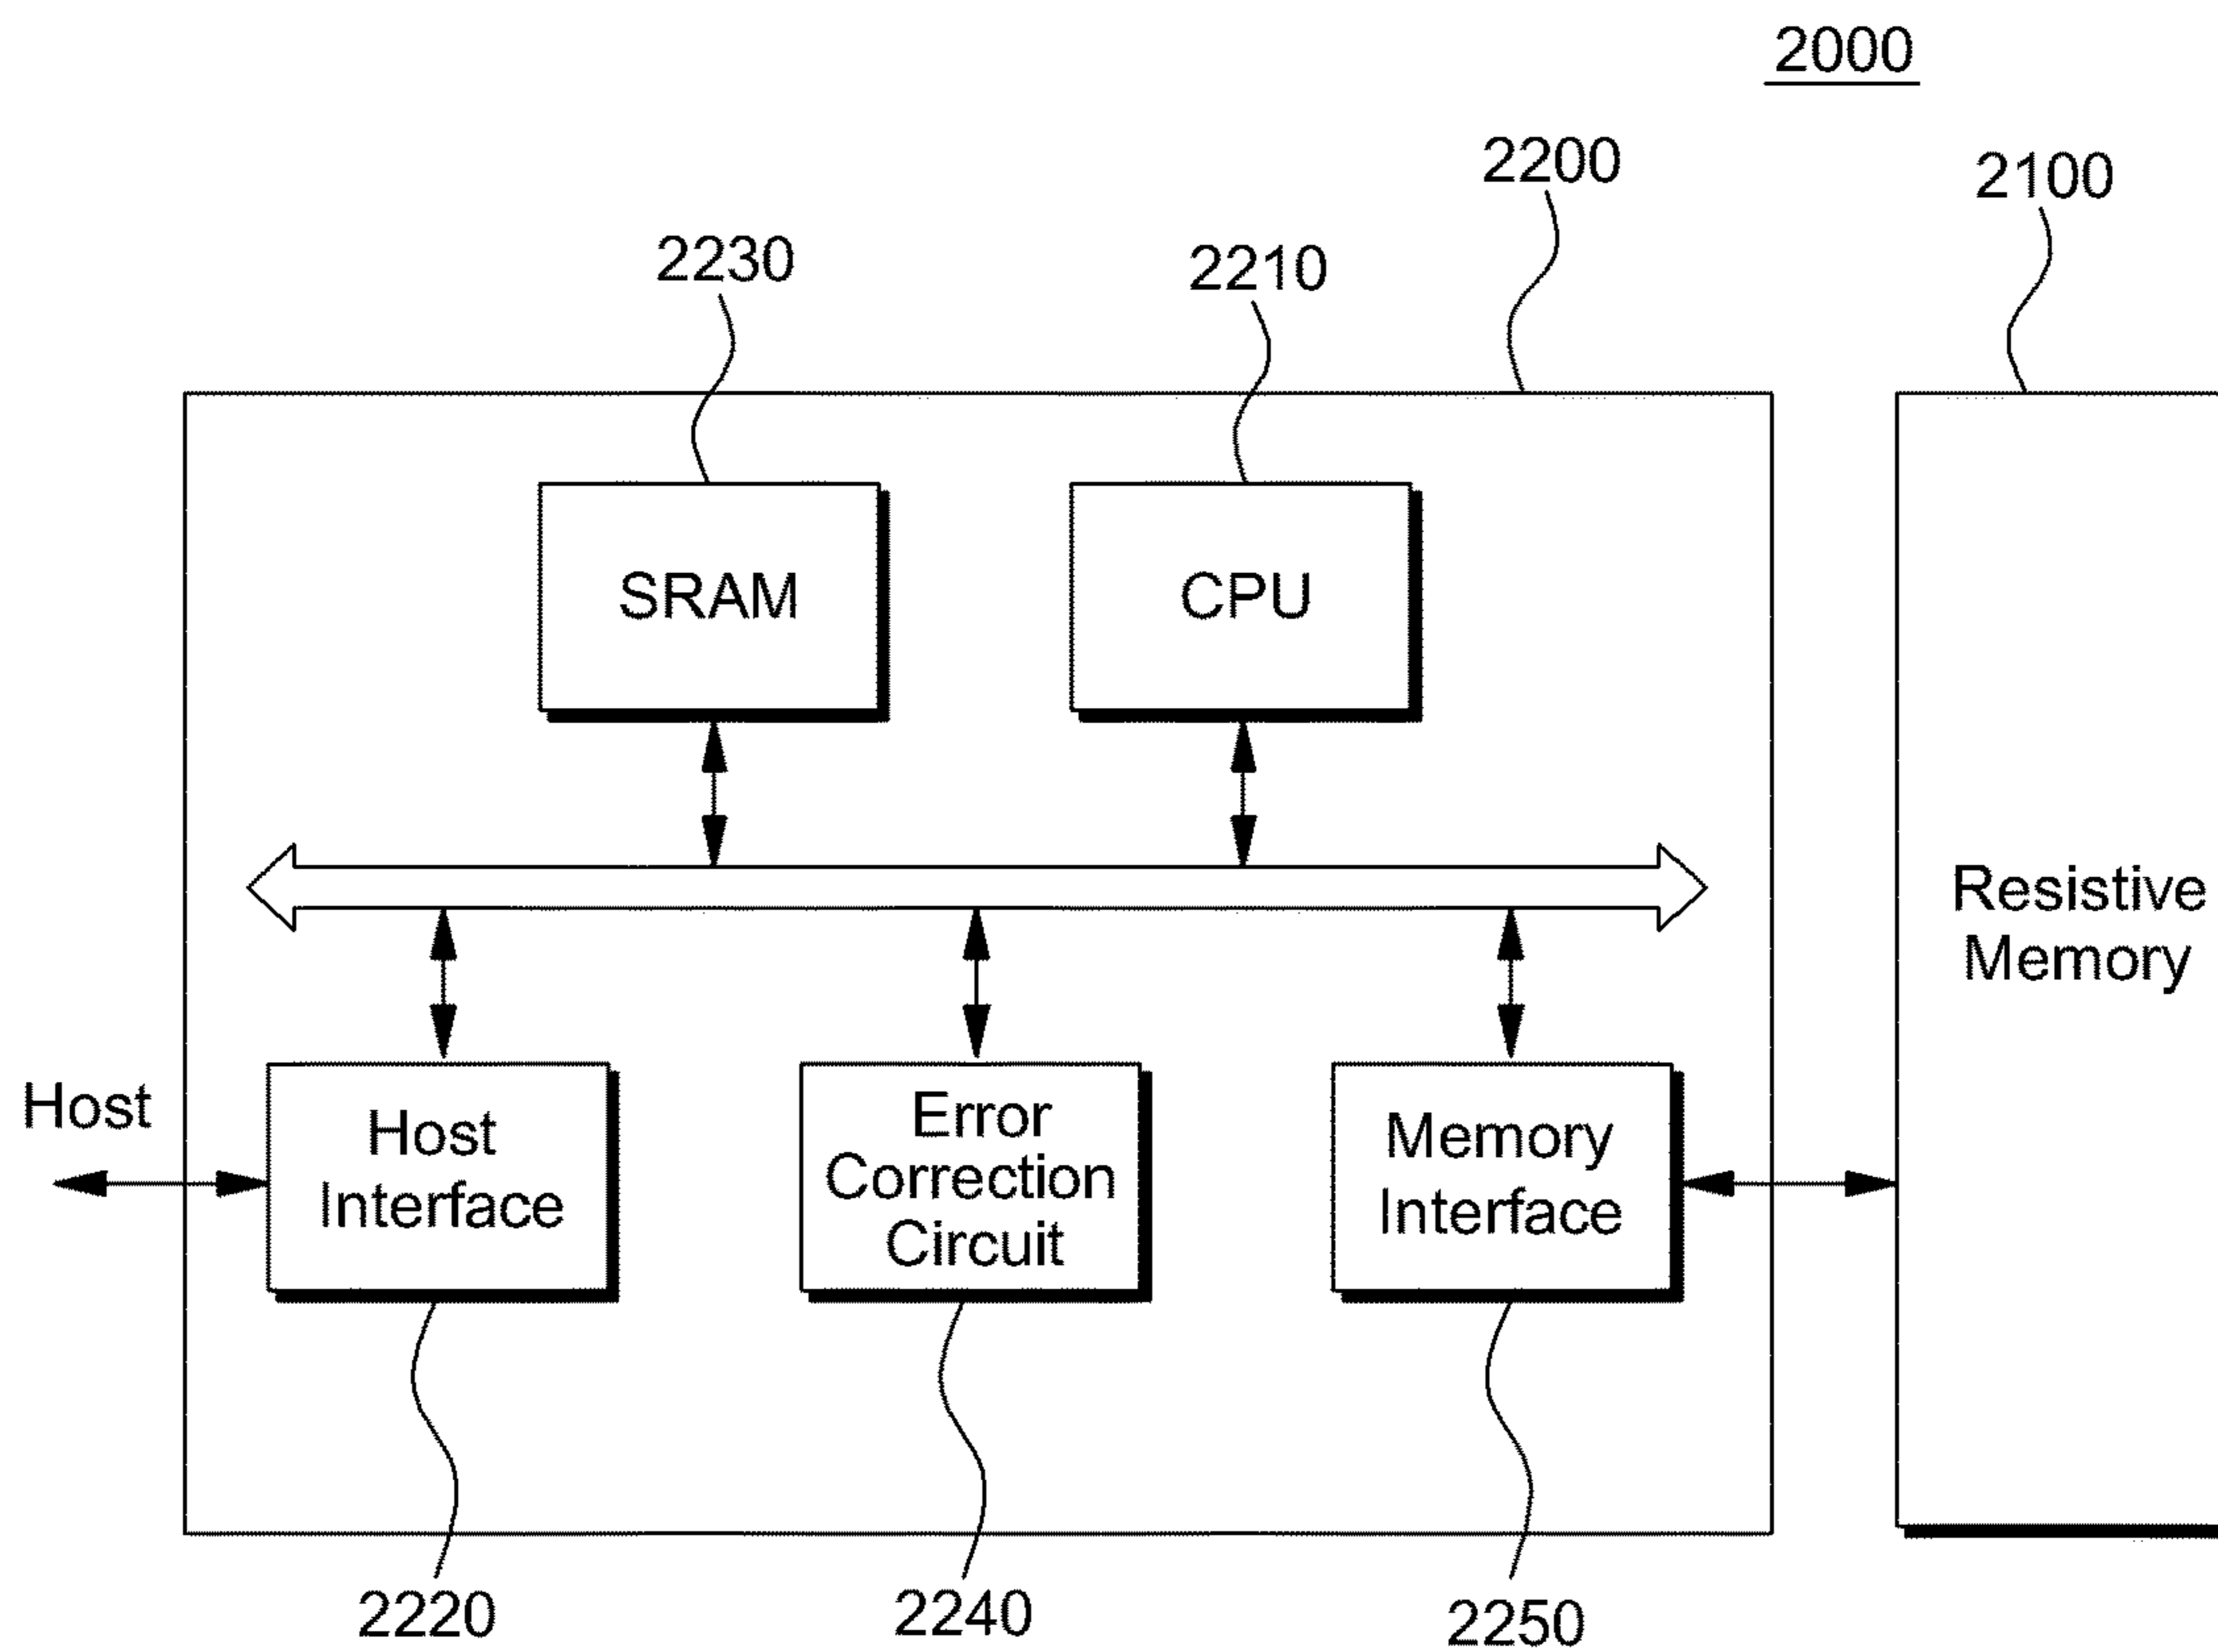 2000
2200
2100
2230
2210
SRAM
CPU
Resistive
Memory
Host
Host
Interface
Error
Correction
Circuit
Memory
Interface
2220
2240
2250